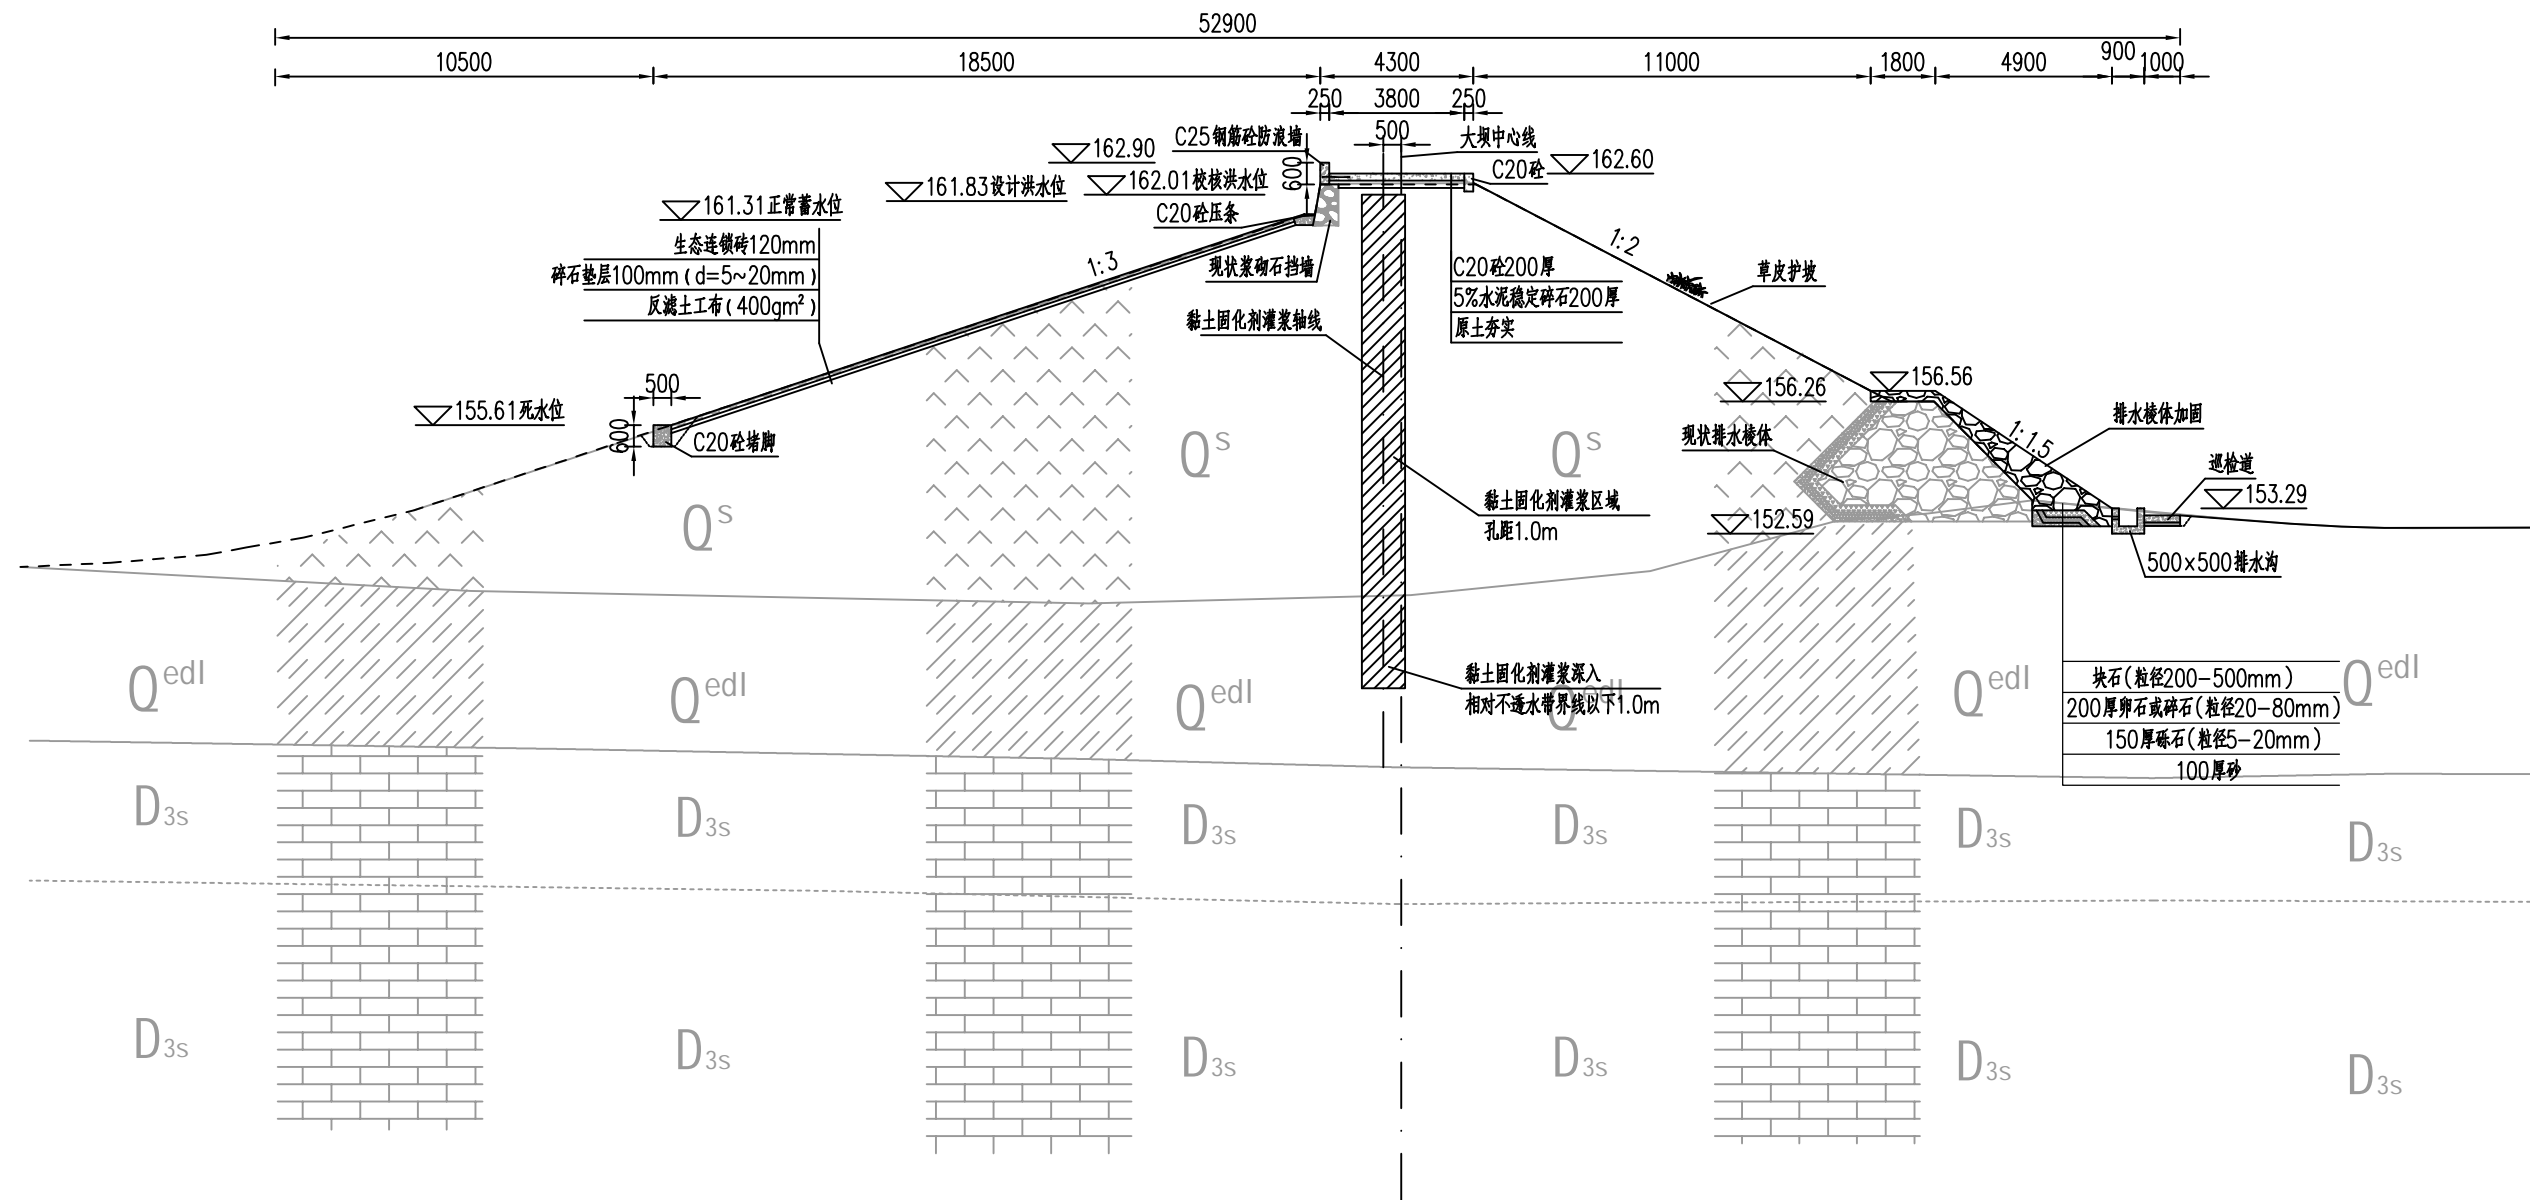 52900
10500 18500 4300 11000 1800 4900 900 1000
250 3800 250
500
C25钢筋砼防浪墙
大坝中心线
162.90
600
C20砼
162.60
161.83设计洪水位
162.01校核洪水位
161.31正常蓄水位
C20砼压条
生态连锁砖120mm
碎石垫层100mm(d=5~20mm)
反滤土工布(400gm²)
1:3
现状浆砌石挡墙
C20砼200厚
5%水泥稳定碎石200厚
原土夯实
1:2
草皮护坡
黏土固化剂灌浆轴线
500
155.61死水位
600
C20砼堵脚
156.26
156.56
现状排水棱体
1:1.5
排水棱体加固
巡检道
153.29
152.59
500×500排水沟
黏土固化剂灌浆区域
孔距1.0m
Qs Qs Qs
黏土固化剂灌浆深入
相对不透水带界线以下1.0m
Qedl Qedl Qedl Qedl Qedl Qedl
块石(粒径200-500mm)
200厚卵石或碎石(粒径20-80mm)
150厚砾石(粒径5-20mm)
100厚砂
D3s D3s D3s D3s D3s D3s
D3s D3s D3s D3s D3s D3s